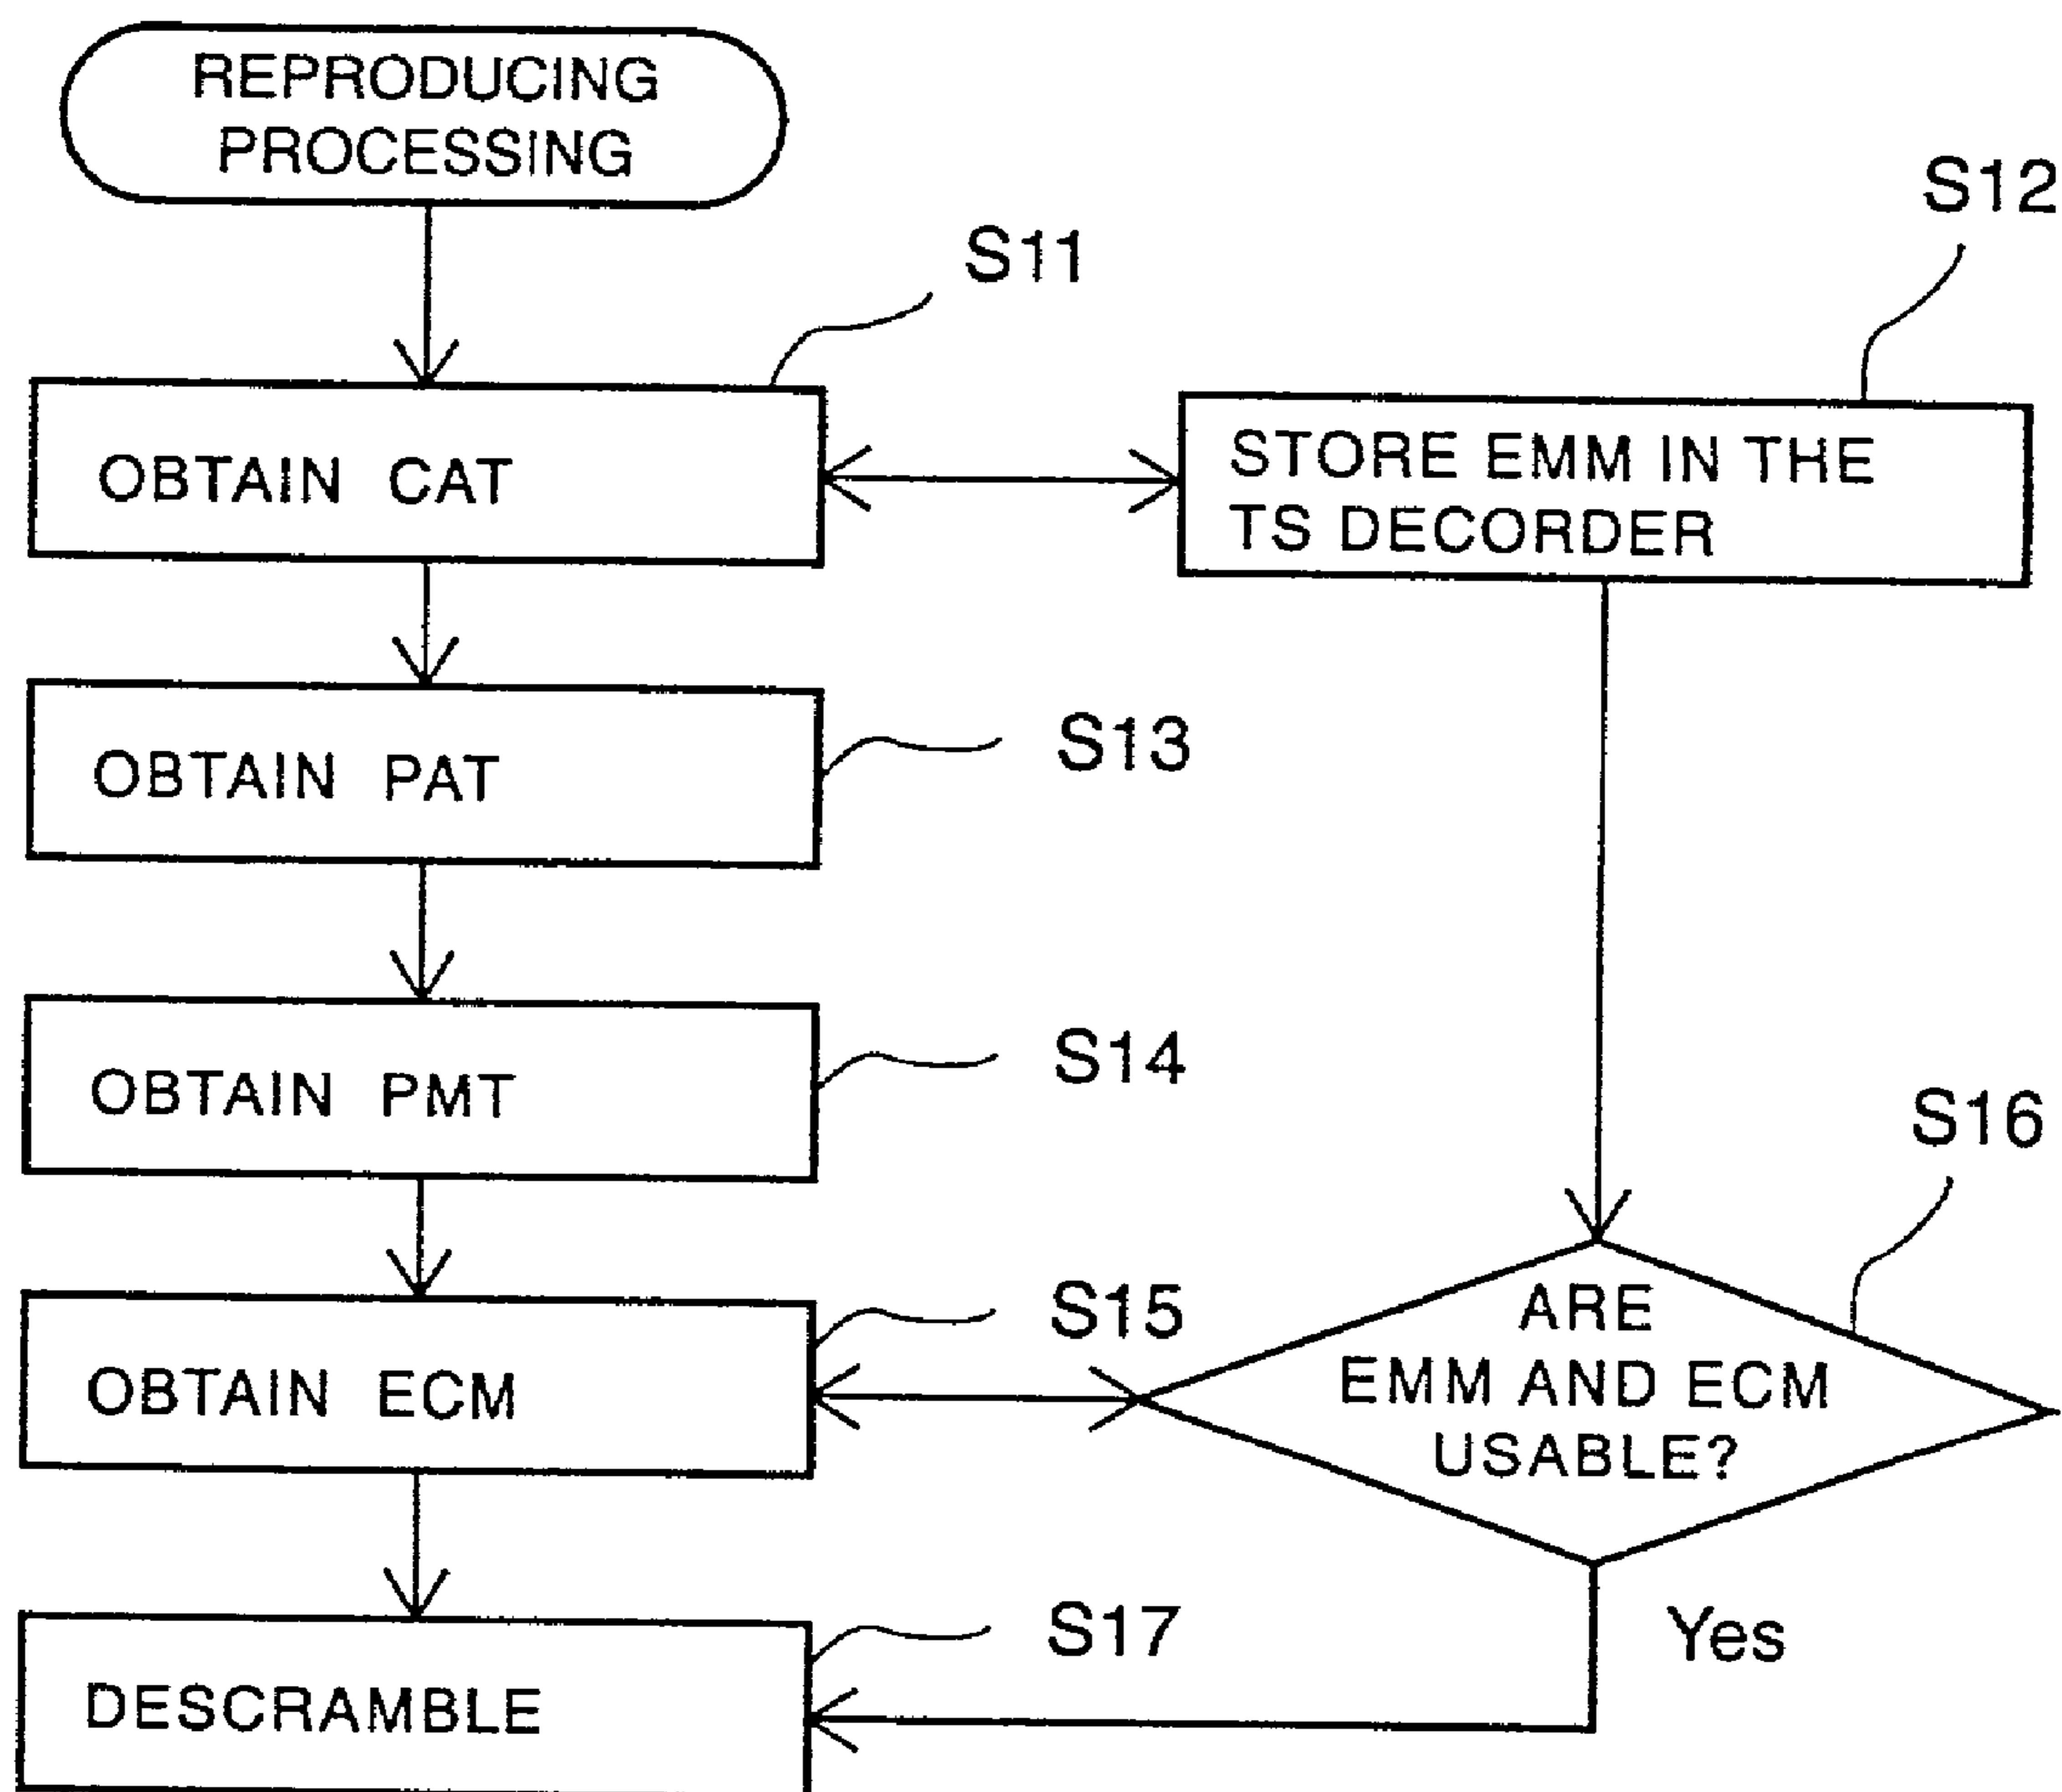 REPRODUCING
PROCESSING
S11
S12
OBTAIN CAT
STORE EMM IN THE
TS DECORDER
S13
OBTAIN PAT
S14
OBTAIN PMT
S16
S15
OBTAIN ECM
ARE
EMM AND ECM
USABLE?
S17
Yes
DESCRAMBLE